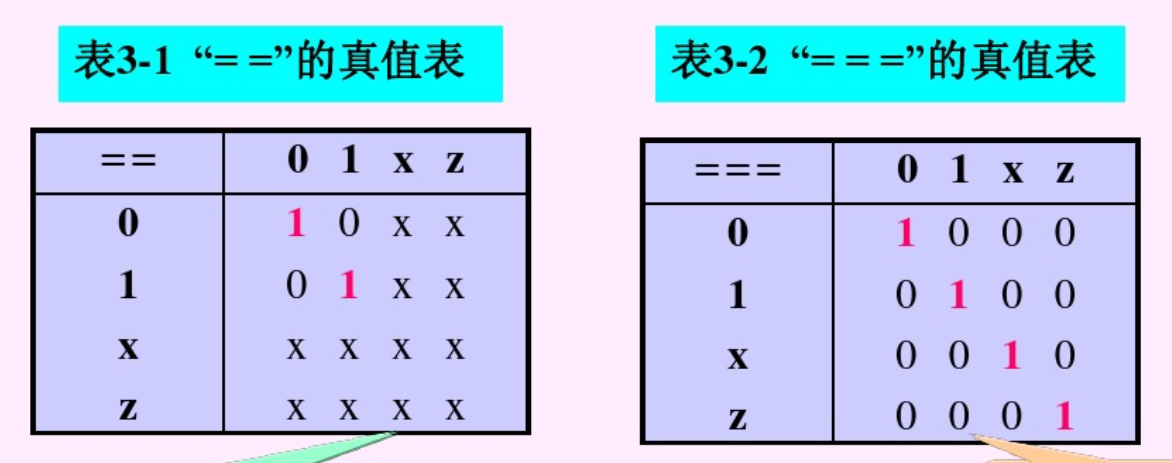 表3-1 “= =”的真值表
== 0 1 x z
0 1 0 x x
1 0 1 x x
x x x x x
z x x x x
表3-2 “= = =”的真值表
=== 0 1 x z
0 1 0 0 0
1 0 1 0 0
x 0 0 1 0
z 0 0 0 1